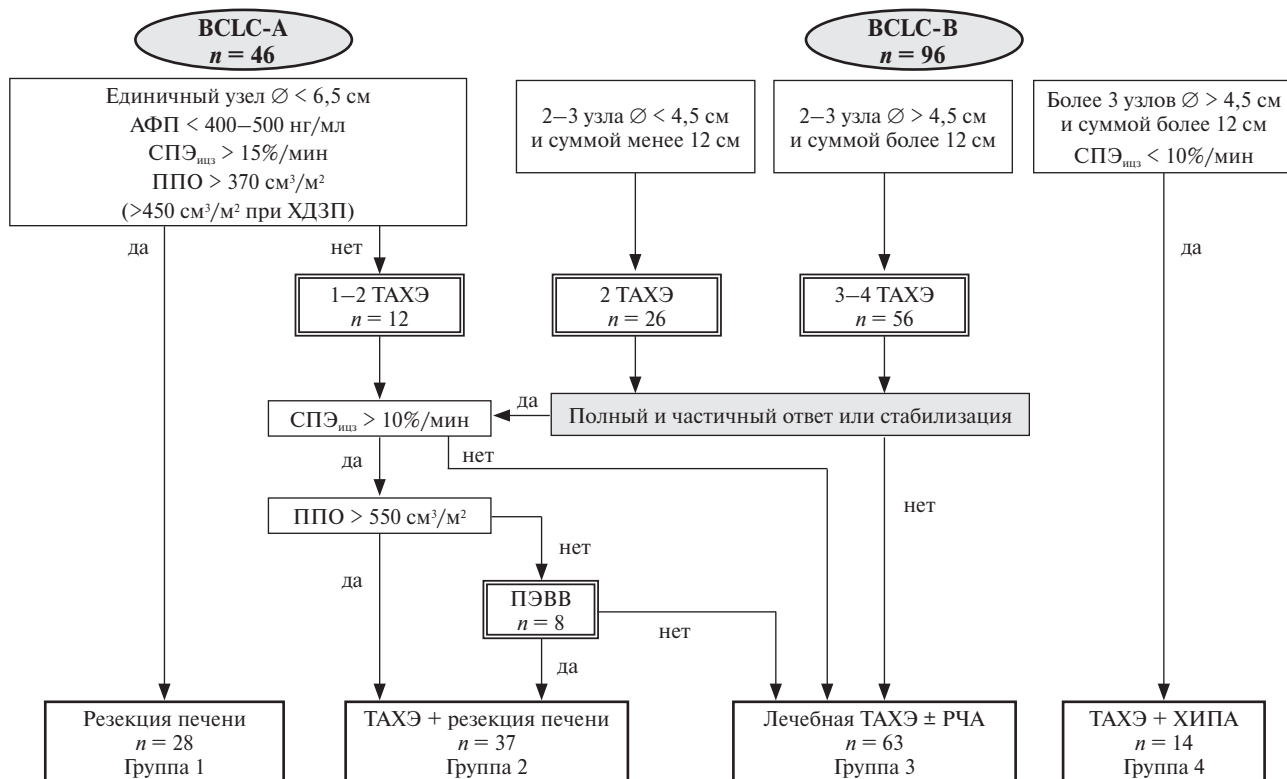 BCLC-A
n = 46
BCLC-B
n = 96
Единичный узел ∅ < 6,5 см
АФП < 400–500 нг/мл
СПЭицз > 15%/мин
ППО > 370 см³/м²
(>450 см³/м² при ХДЗП)
2–3 узла ∅ < 4,5 см
и суммой менее 12 см
2–3 узла ∅ > 4,5 см
и суммой более 12 см
Более 3 узлов ∅ > 4,5 см
и суммой более 12 см
СПЭицз < 10%/мин
да
нет
да
1–2 ТАХЭ
n = 12
2 ТАХЭ
n = 26
3–4 ТАХЭ
n = 56
СПЭицз > 10%/мин
да
Полный и частичный ответ или стабилизация
да
нет
нет
ППО > 550 см³/м²
да
нет
ПЭВВ
n = 8
нет
да
Резекция печени
n = 28
Группа 1
ТАХЭ + резекция печени
n = 37
Группа 2
Лечебная ТАХЭ ± РЧА
n = 63
Группа 3
ТАХЭ + ХИПА
n = 14
Группа 4